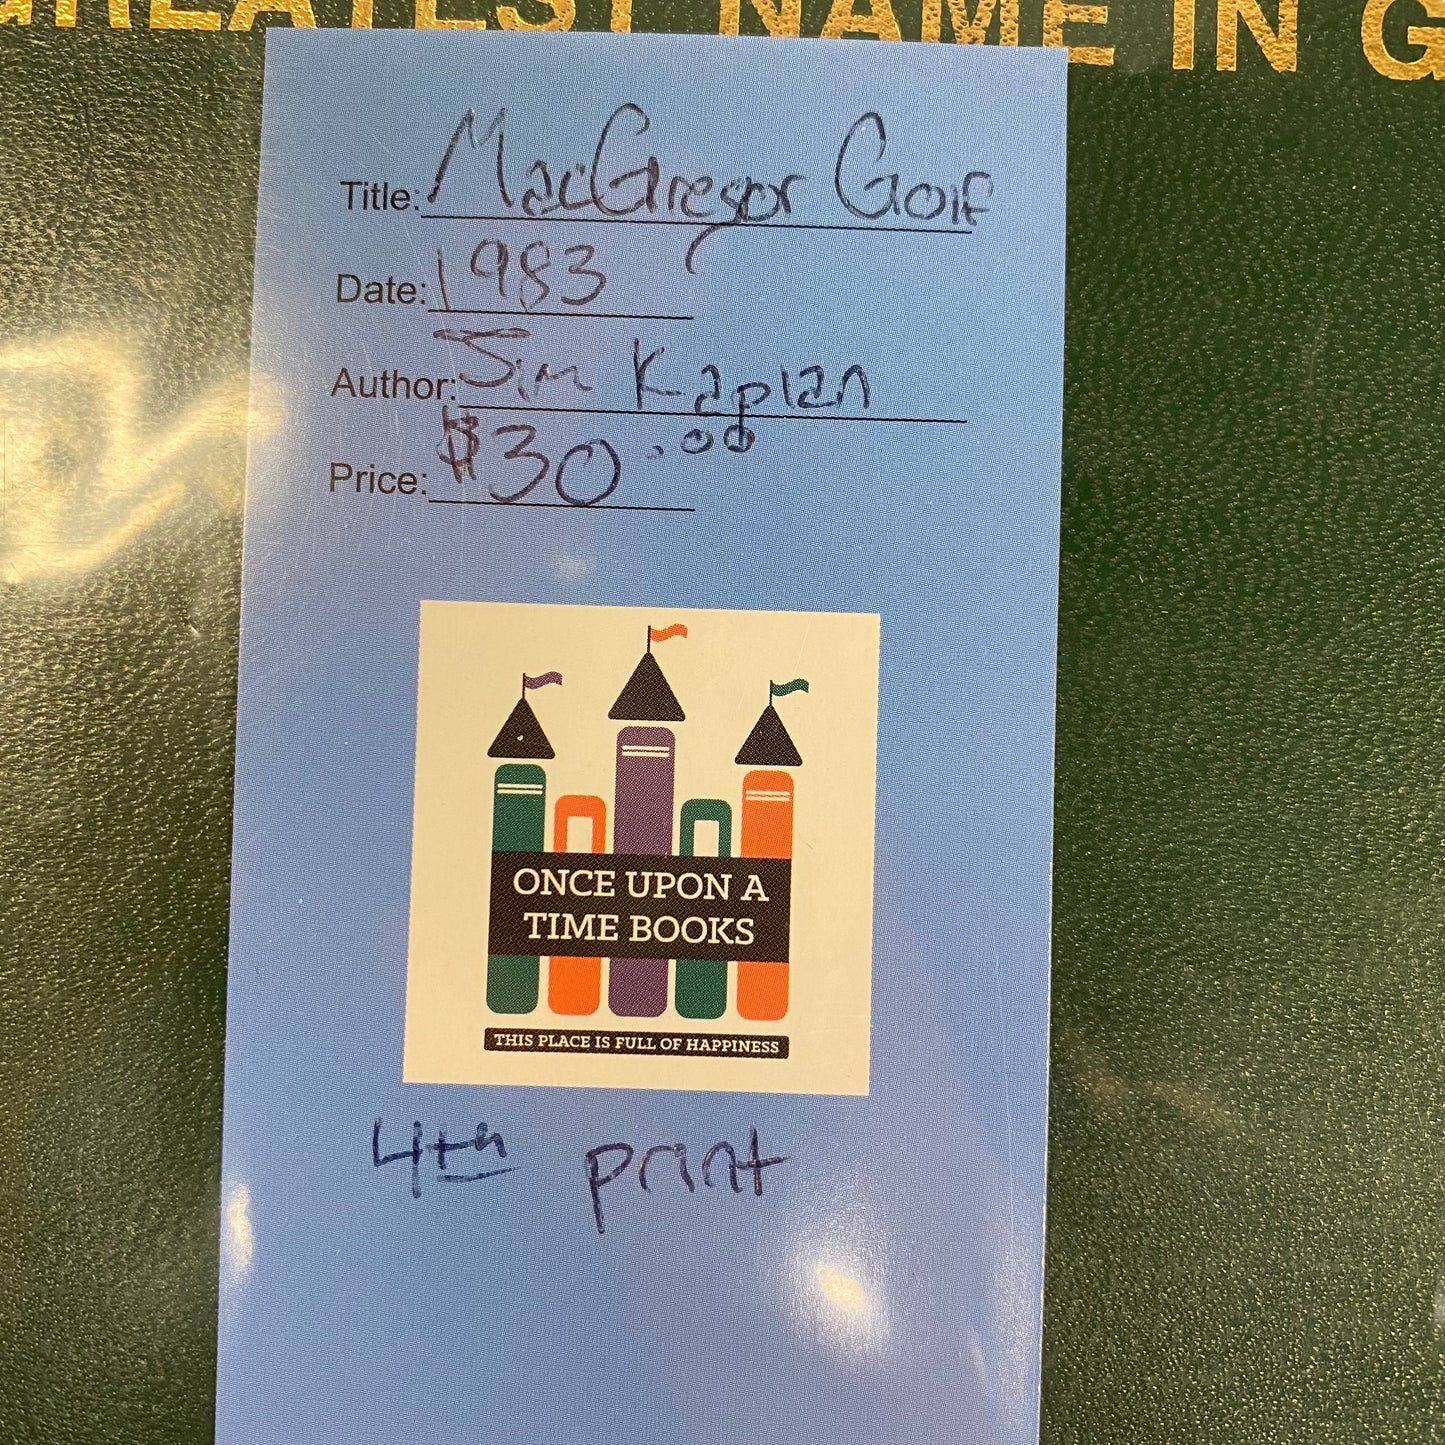 GREATEST NAME IN G
Title: MacGregor Golf
Date: 1983
Author: Jim Kaplan
Price: $30.00
ONCE UPON A
TIME BOOKS
THIS PLACE IS FULL OF HAPPINESS
4th print